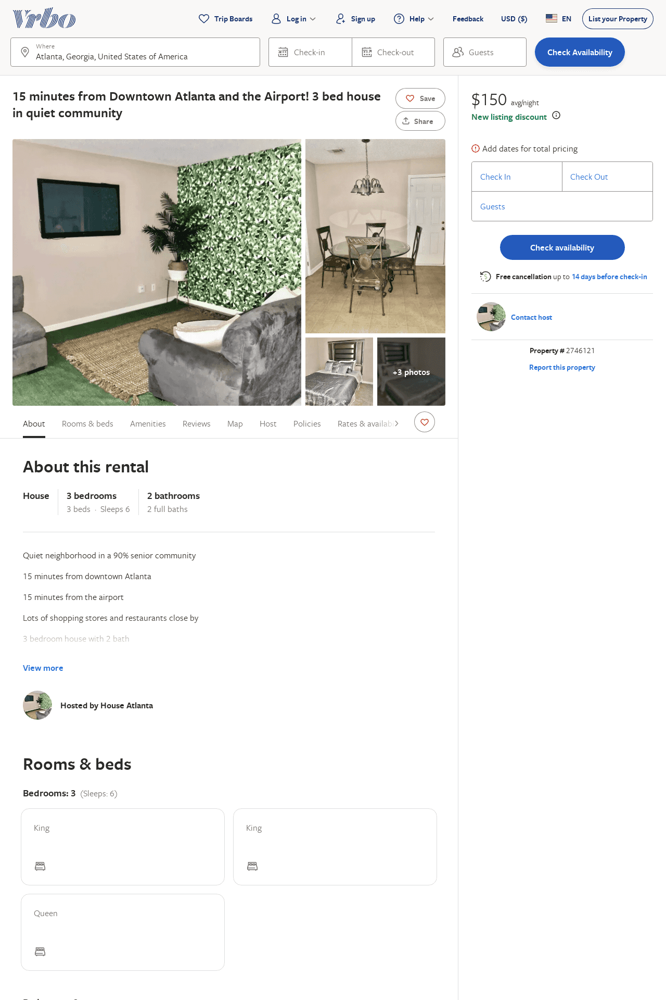 Vrbo
Trip Boards
Log in
Sign up
Help
Feedback
USD ($)
EN
List your Property
Where
Atlanta, Georgia, United States of America
Check-in
Check-out
Guests
Check Availability
15 minutes from Downtown Atlanta and the Airport! 3 bed house
in quiet community
Save
Share
+3 photos
$150 avg/night
New listing discount
Add dates for total pricing
Check In
Check Out
Guests
Check availability
Free cancellation up to 14 days before check-in
Contact host
Property # 2746121
Report this property
About
Rooms & beds
Amenities
Reviews
Map
Host
Policies
Rates & availabi
About this rental
House
3 bedrooms
3 beds · Sleeps 6
2 bathrooms
2 full baths
Quiet neighborhood in a 90% senior community
15 minutes from downtown Atlanta
15 minutes from the airport
Lots of shopping stores and restaurants close by
3 bedroom house with 2 bath
View more
Hosted by House Atlanta
Rooms & beds
Bedrooms: 3 (Sleeps: 6)
King
King
Queen